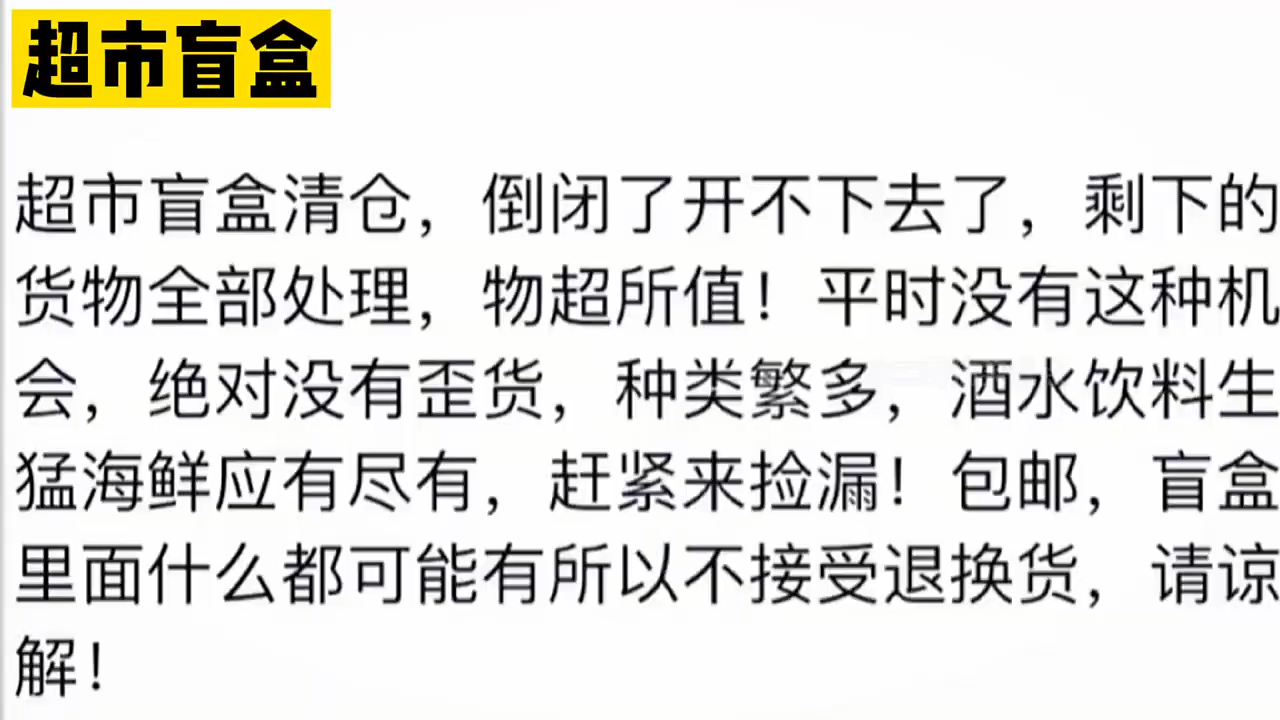 超市盲盒
超市盲盒清仓，倒闭了开不下去了，剩下的
货物全部处理，物超所值！平时没有这种机
会，绝对没有歪货，种类繁多，酒水饮料生
猛海鲜应有尽有，赶紧来捡漏！包邮，盲盒
里面什么都可能有所以不接受退换货，请谅
解！